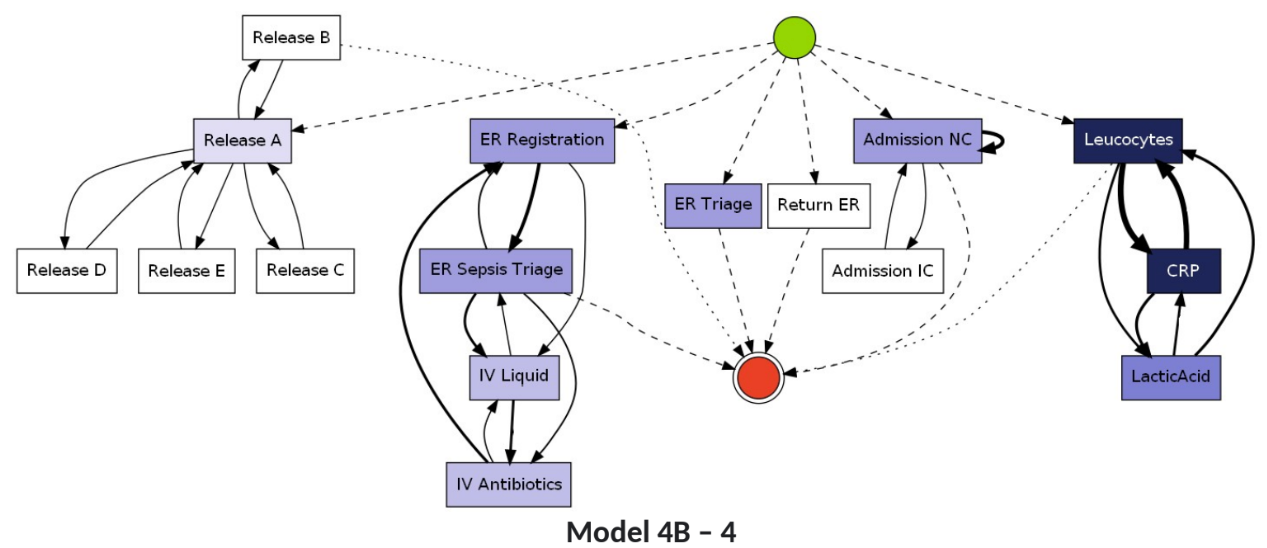 Release B
Release A
ER Registration
Admission NC
Leucocytes
ER Triage
Return ER
Release D
Release E
Release C
ER Sepsis Triage
Admission IC
CRP
IV Liquid
LacticAcid
IV Antibiotics
Model 4B – 4